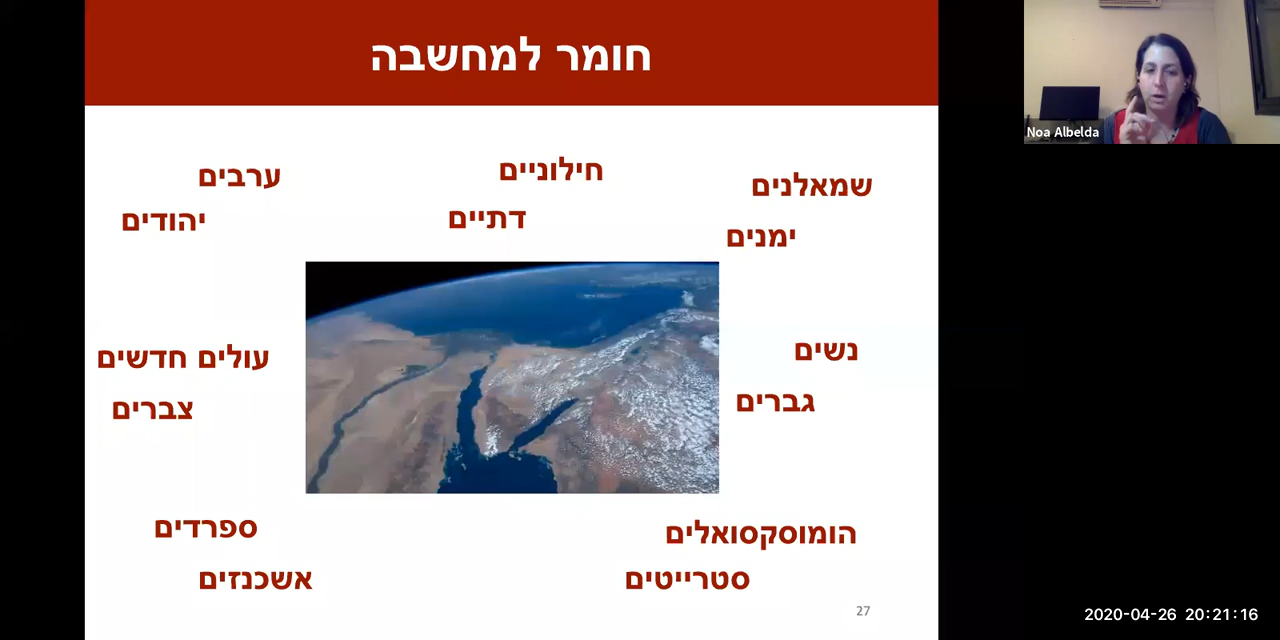 חומר למחשבה
שמאלנים
ימנים
חילוניים
דתיים
ערבים
יהודים
נשים
גברים
עולים חדשים
צברים
הומוסקסואלים
סטרייטים
ספרדים
אשכנזים
27
Noa Albelda
2020-04-26 20:21:16